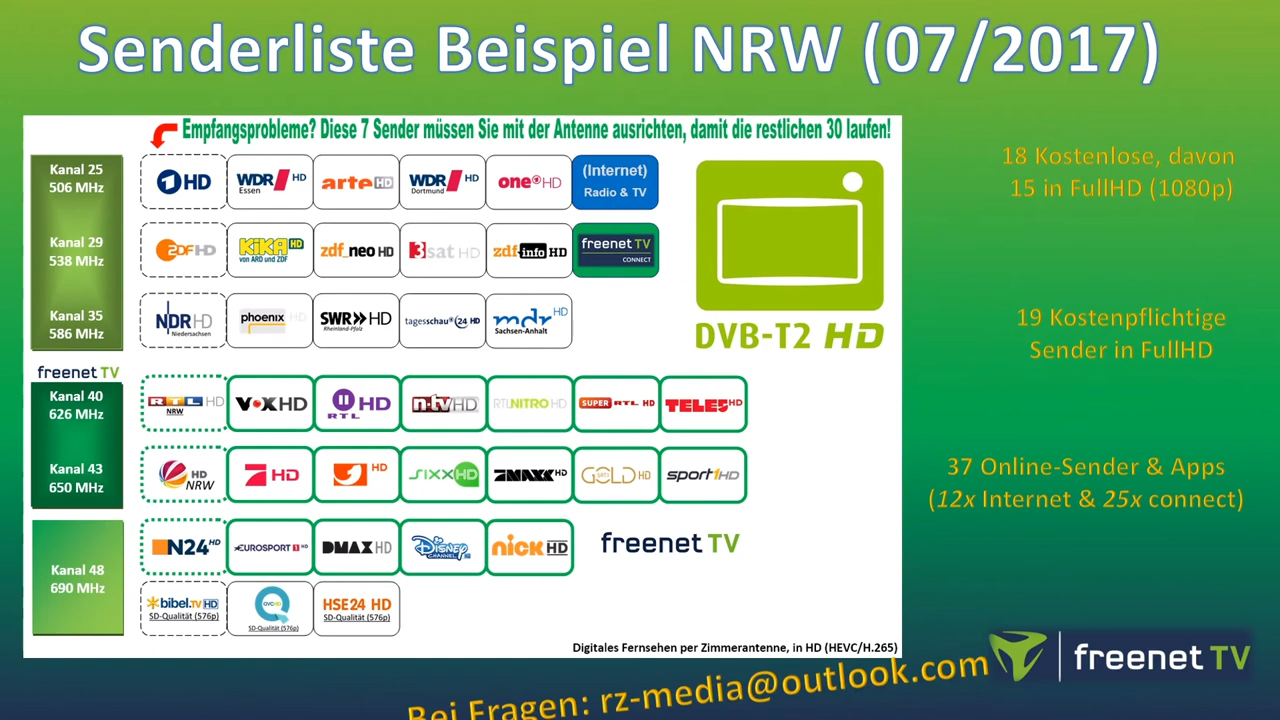 Senderliste Beispiel NRW (07/2017)
Empfangsprobleme? Diese 7 Sender müssen Sie mit der Antenne ausrichten, damit die restlichen 30 laufen!
Kanal 25
506 MHz
1 HD
WDR HD
Essen
arte HD
WDR HD
Dortmund
one HD
(Internet)
Radio & TV
Kanal 29
538 MHz
ZDF HD
KiKA HD
von ARD und ZDF
zdf_neo HD
3sat HD
zdf.info HD
freenet TV
CONNECT
Kanal 35
586 MHz
NDR HD
Niedersachsen
phoenix HD
SWR HD
Rheinland-Pfalz
tagesschau 24 HD
mdr HD
Sachsen-Anhalt
DVB-T2 HD
freenet TV
Kanal 40
626 MHz
RTL HD
NRW
VOX HD
II HD
RTL
n-tv HD
RTL NITRO HD
SUPER RTL HD
TELE5 HD
Kanal 43
650 MHz
HD
NRW
7 HD
1 HD
sixx HD
MAXX HD
SAT.1
GOLD HD
sport1 HD
Kanal 48
690 MHz
N24 HD
EUROSPORT 1 HD
DMAX HD
Disney
CHANNEL
nick HD
freenet TV
bibel.TV HD
SD-Qualität (576p)
QVC HD
SD-Qualität (576p)
HSE24 HD
SD-Qualität (576p)
Digitales Fernsehen per Zimmerantenne, in HD (HEVC/H.265)
18 Kostenlose, davon
15 in FullHD (1080p)
19 Kostenpflichtige
Sender in FullHD
37 Online-Sender & Apps
(12x Internet & 25x connect)
freenet TV
Bei Fragen: rz-media@outlook.com